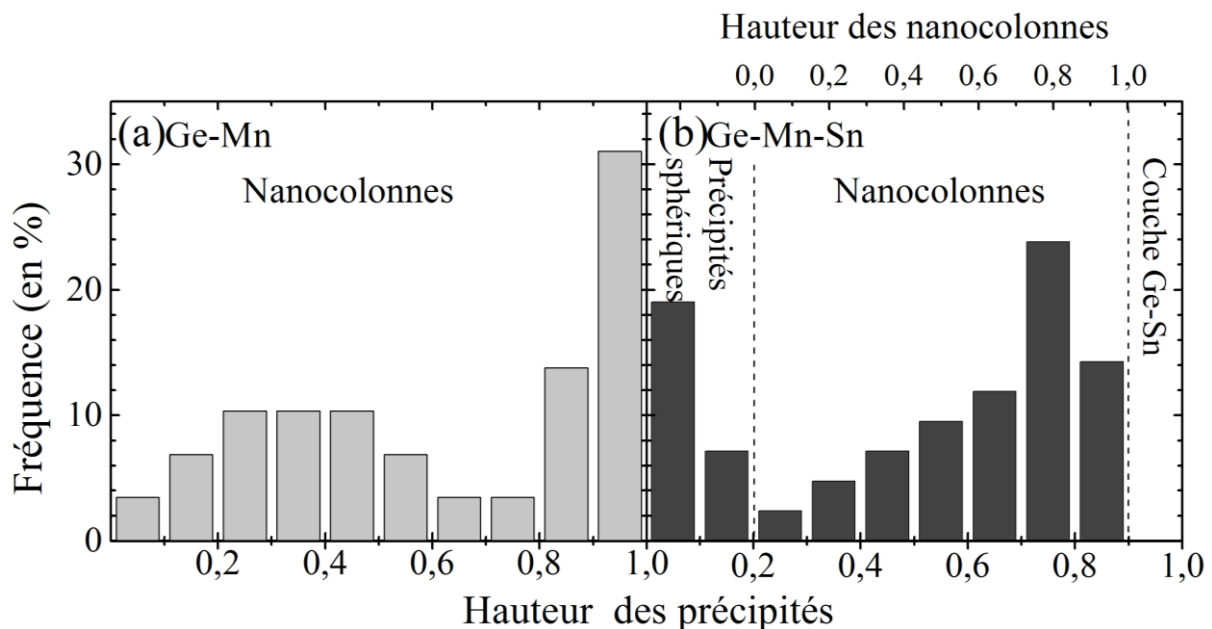 Hauteur des nanocolonnes
0,0 0,2 0,4 0,6 0,8 1,0
(a) Ge-Mn
(b) Ge-Mn-Sn
Nanocolonnes
Précipités
sphériques
Nanocolonnes
Couche Ge-Sn
Fréquence (en %)
30
20
10
0
0,2 0,4 0,6 0,8 1,0 0,2 0,4 0,6 0,8 1,0
Hauteur des précipités